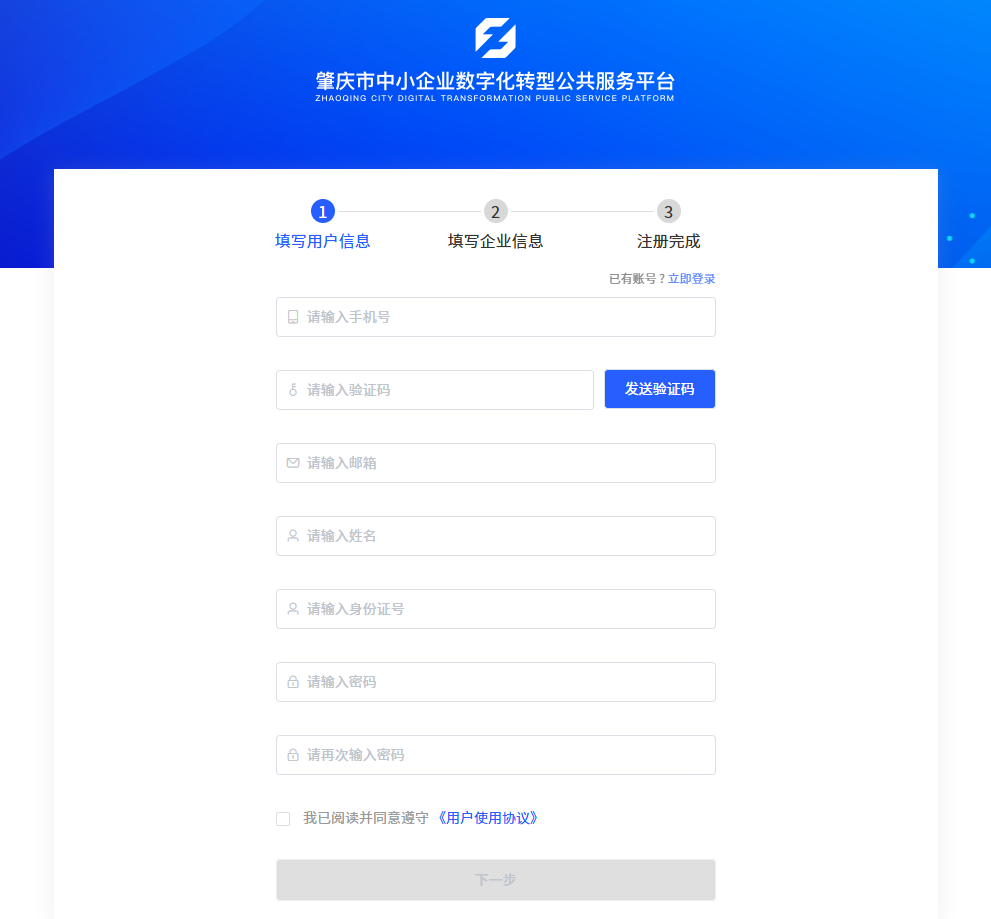 肇庆市中小企业数字化转型公共服务平台
ZHAOQING CITY DIGITAL TRANSFORMATION PUBLIC SERVICE PLATFORM
1 2 3
填写用户信息 填写企业信息 注册完成
已有账号？立即登录
请输入手机号
请输入验证码 发送验证码
请输入邮箱
请输入姓名
请输入身份证号
请输入密码
请再次输入密码
我已阅读并同意遵守《用户使用协议》
下一步